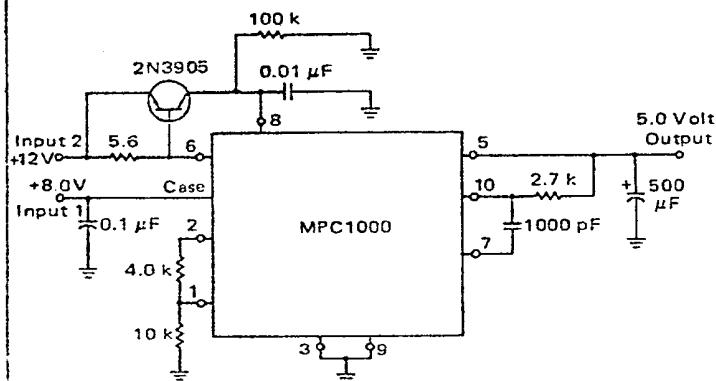 100 k
2N3905
0.01 µF
8
Input 2
+12V
5.6
6
5
5.0 Volt
Output
+8.0V
Input 1
Case
0.1 µF
10
2.7 k
+
500
µF
2
MPC1000
1000 pF
7
4.0 k
1
10 k
3
9